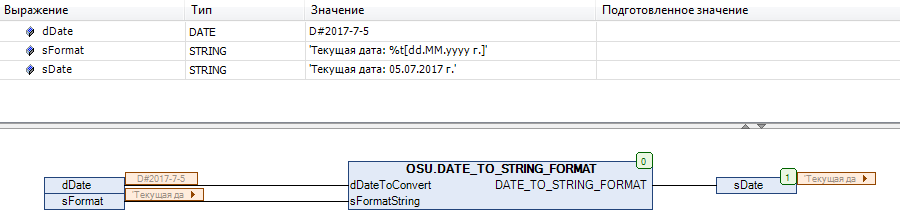 Выражение Тип Значение Подготовленное значение
dDate DATE D#2017-7-5
sFormat STRING 'Текущая дата: %t[dd.MM.yyyy г.]'
sDate STRING 'Текущая дата: 05.07.2017 г.'
0
OSU.DATE_TO_STRING_FORMAT
dDate D#2017-7-5 dDateToConvert DATE_TO_STRING_FORMAT sDate 1 'Текущая да
sFormat 'Текущая да sFormatString